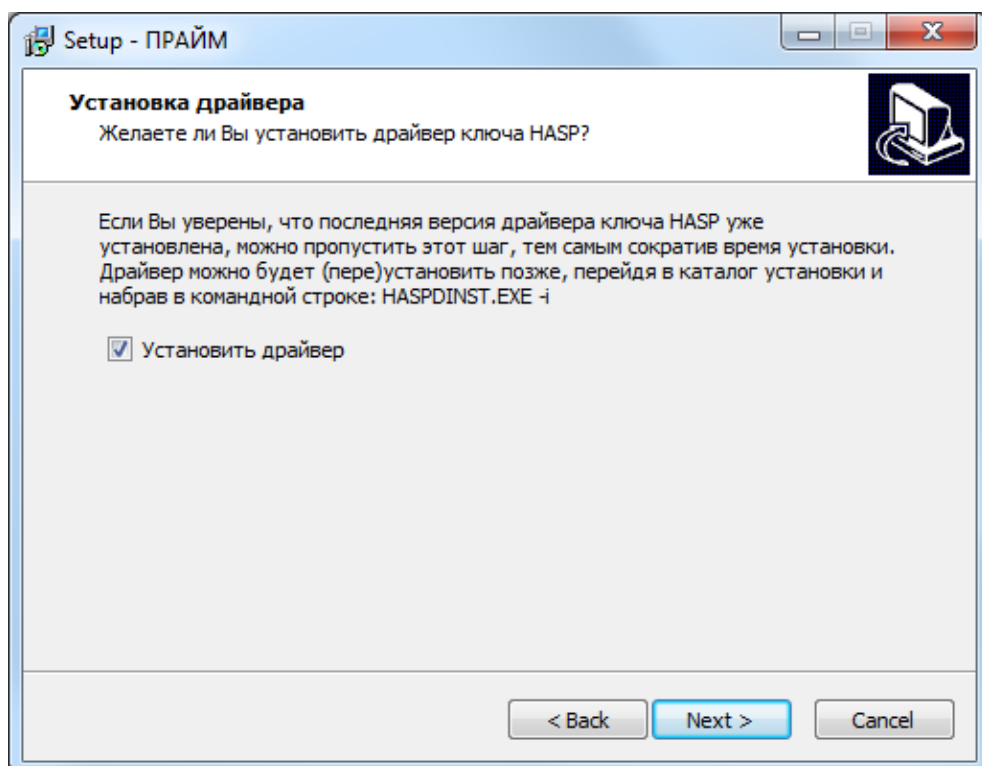 Setup - ПРАЙМ
Установка драйвера
Желаете ли Вы установить драйвер ключа HASP?
Если Вы уверены, что последняя версия драйвера ключа HASP уже
установлена, можно пропустить этот шаг, тем самым сократив время установки.
Драйвер можно будет (пере)установить позже, перейдя в каталог установки и
набрав в командной строке: HASPDINST.EXE -i
Установить драйвер
< Back Next > Cancel